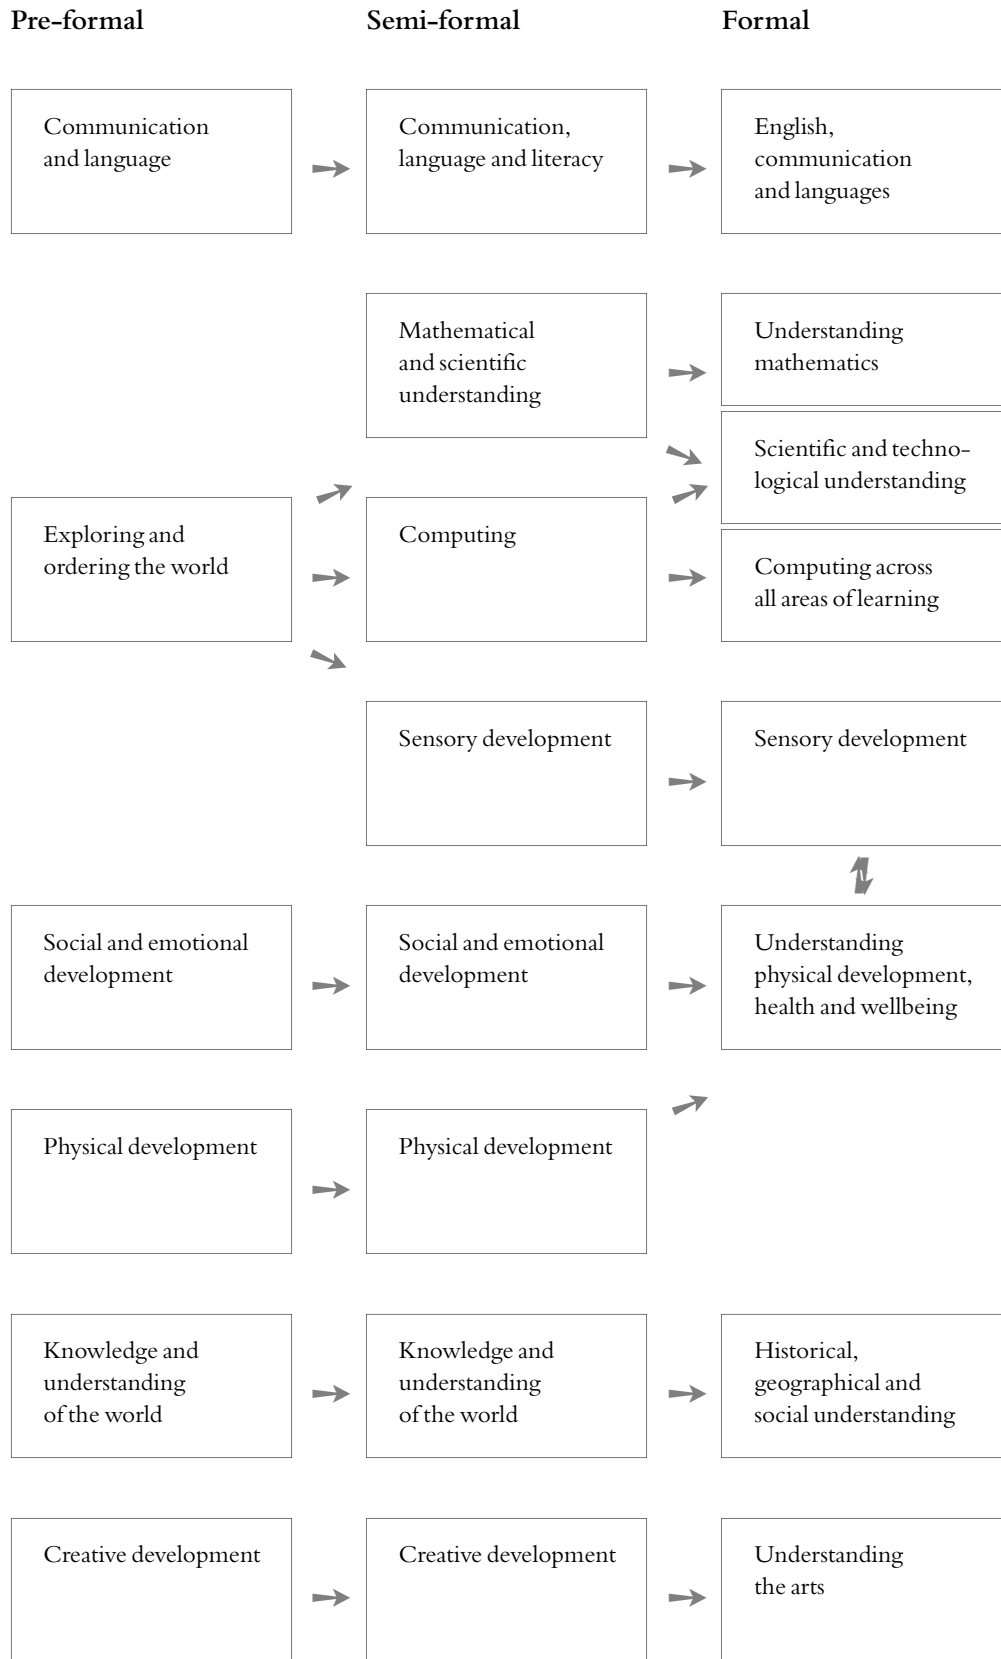 Pre-formal
Semi-formal
Formal
Communication
and language
Communication,
language and literacy
English,
communication
and languages
Mathematical
and scientific
understanding
Understanding
mathematics
Scientific and techno-
logical understanding
Exploring and
ordering the world
Computing
Computing across
all areas of learning
Sensory development
Sensory development
Social and emotional
development
Social and emotional
development
Understanding
physical development,
health and wellbeing
Physical development
Physical development
Knowledge and
understanding
of the world
Knowledge and
understanding
of the world
Historical,
geographical and
social understanding
Creative development
Creative development
Understanding
the arts